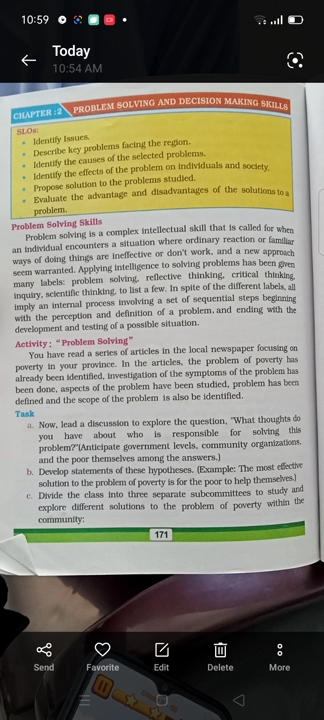 10:59
Today
10:54 AM
CHAPTER : 2 PROBLEM SOLVING AND DECISION MAKING SKILLS
SLOs:
• Identify Issues.
• Describe key problems facing the region.
• Identify the causes of the selected problems.
• Identify the effects of the problem on individuals and society.
• Propose solution to the problems studied.
• Evaluate the advantage and disadvantages of the solutions to a
problem.
Problem Solving Skills
Problem solving is a complex intellectual skill that is called for when
an individual encounters a situation where ordinary reaction or familiar
ways of doing things are ineffective or don't work, and a new approach
seem warranted. Applying intelligence to solving problems has been given
many labels: problem solving, reflective thinking, critical thinking,
inquiry, scientific thinking, to list a few. In spite of the different labels, all
imply an internal process involving a set of sequential steps beginning
with the perception and definition of a problem, and ending with the
development and testing of a possible situation.
Activity : "Problem Solving"
You have read a series of articles in the local newspaper focusing on
poverty in your province. In the articles, the problem of poverty has
already been identified, investigation of the symptoms of the problem has
been done, aspects of the problem have been studied, problem has been
defined and the scope of the problem is also be identified.
Task
a. Now, lead a discussion to explore the question, "What thoughts do
you have about who is responsible for solving this
problem?"(Anticipate government levels, community organizations.
and the poor themselves among the answers.)
b. Develop statements of these hypotheses. (Example: The most effective
solution to the problem of poverty is for the poor to help themselves.)
c. Divide the class into three separate subcommittees to study and
explore different solutions to the problem of poverty within the
community:
171
Send Favorite Edit Delete More